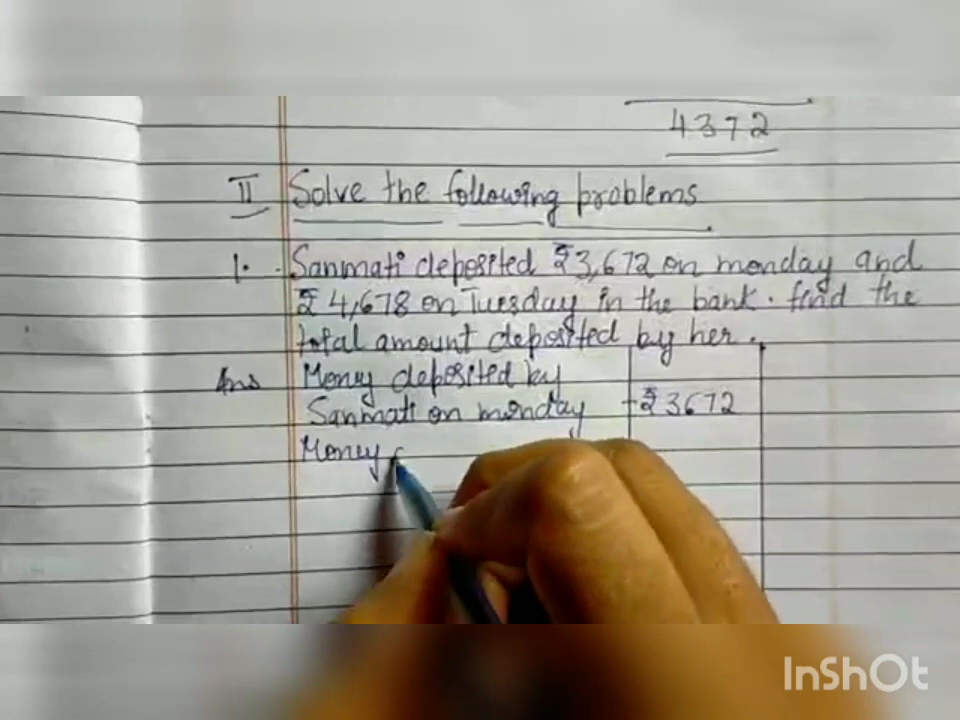 4372
II Solve the following problems
1. Sanmati deposited ₹3,672 on monday and
₹4,678 on Tuesday in the bank. find the
total amount deposited by her.
Ans Money deposited by
Sanmati on monday - ₹3672
Money
InShOt